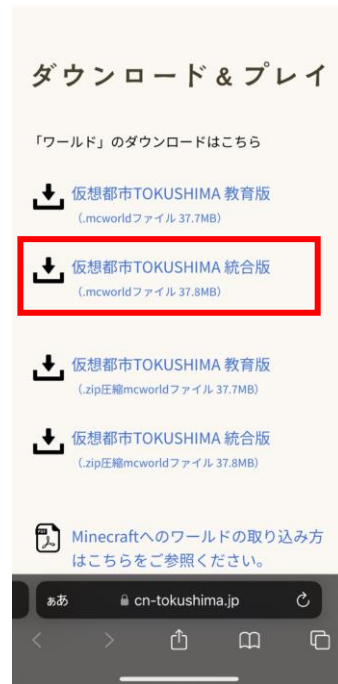 ダウンロード＆プレイ
「ワールド」のダウンロードはこちら
仮想都市TOKUSHIMA 教育版
（.mcworldファイル 37.7MB）
仮想都市TOKUSHIMA 統合版
（.mcworldファイル 37.8MB）
仮想都市TOKUSHIMA 教育版
（.zip圧縮mcworldファイル 37.7MB）
仮想都市TOKUSHIMA 統合版
（.zip圧縮mcworldファイル 37.8MB）
Minecraftへのワールドの取り込み方
はこちらをご参照ください。
ああ cn-tokushima.jp